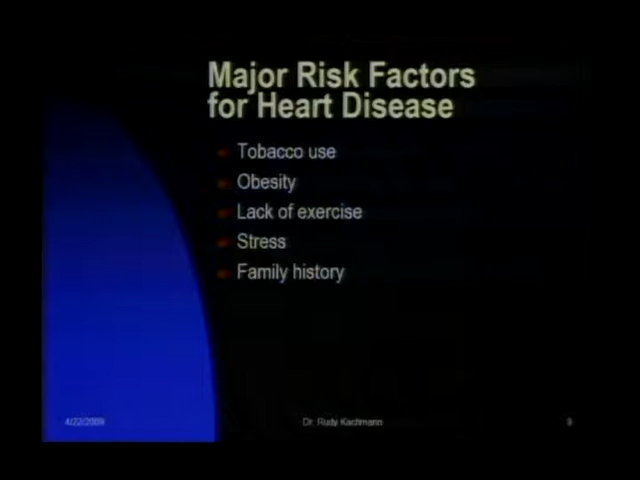 Major Risk Factors
for Heart Disease
Tobacco use
Obesity
Lack of exercise
Stress
Family history
4/22/2009 Dr. Rudy Kachmann 9